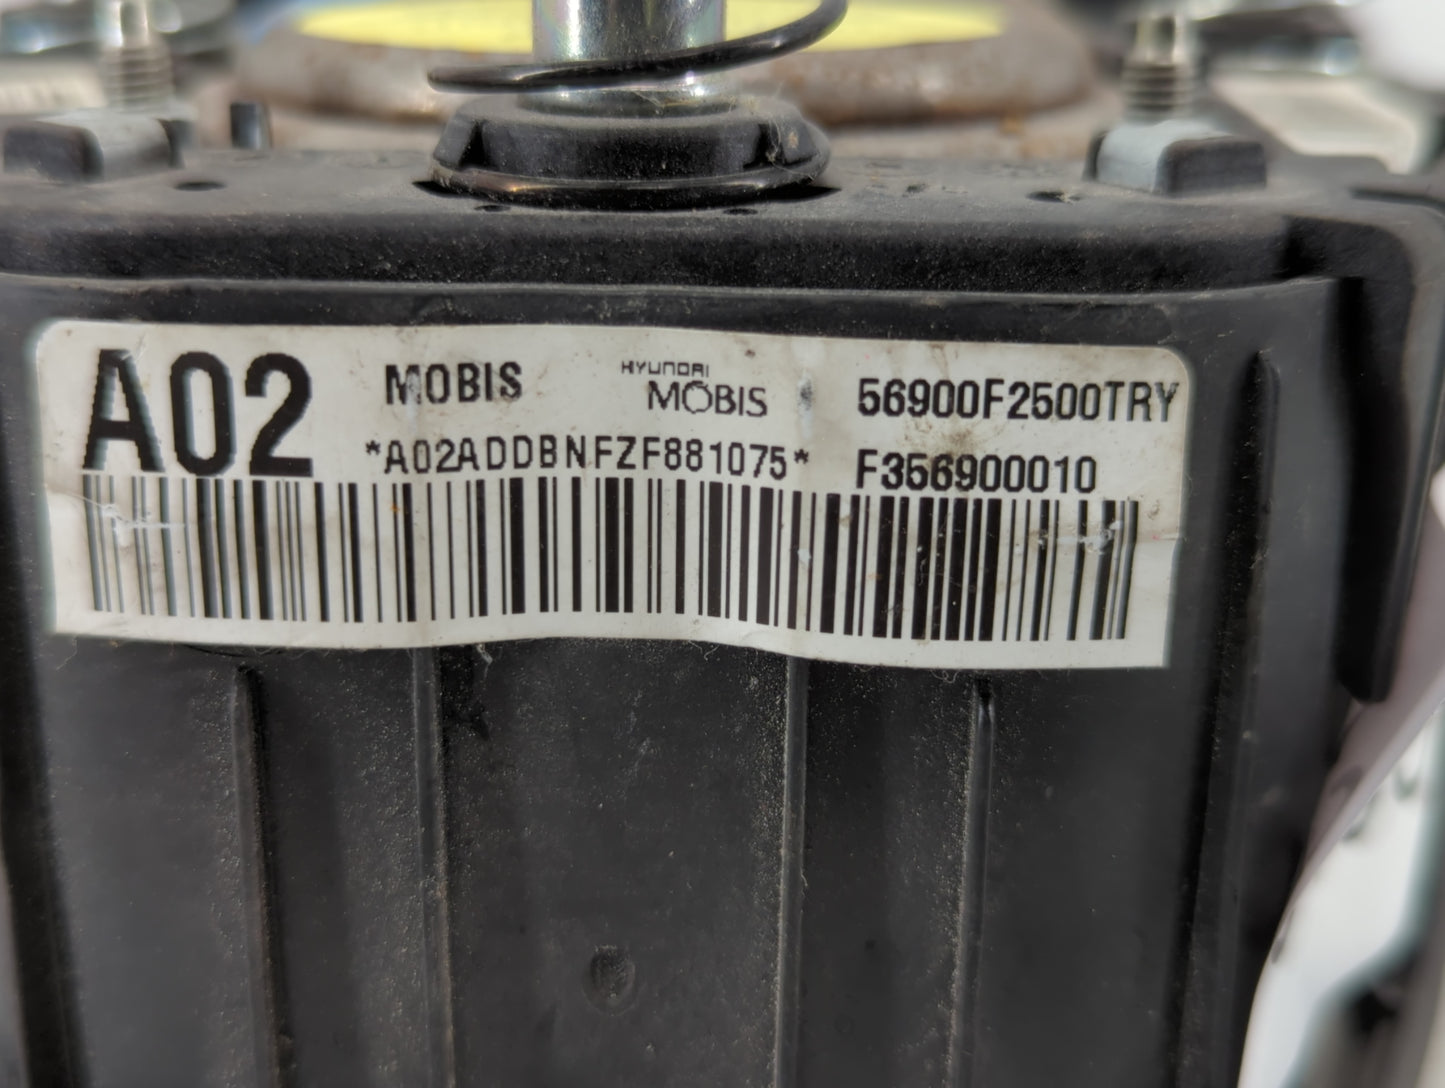 A02 MOBIS HYUNDAI MOBIS 56900F2500TRY
*A02ADDBNFZF881075* F356900010